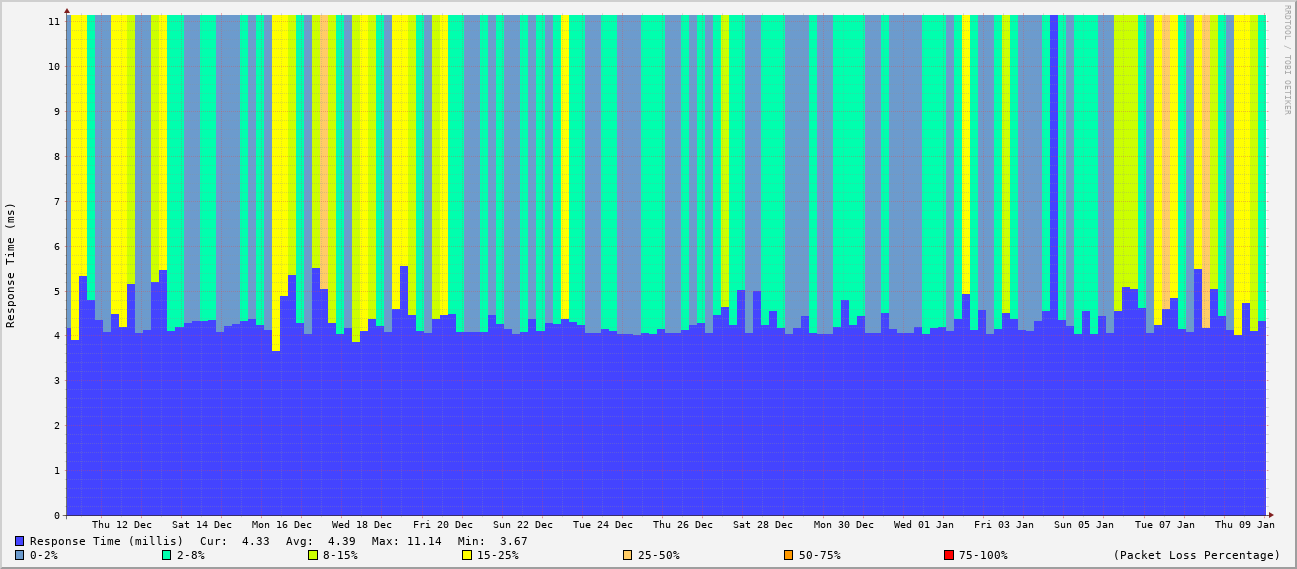 RRDTOOL / TOBI OETIKER
Response Time (ms)
11
10
9
8
7
6
5
4
3
2
1
0
Thu 12 Dec Sat 14 Dec Mon 16 Dec Wed 18 Dec Fri 20 Dec Sun 22 Dec Tue 24 Dec Thu 26 Dec Sat 28 Dec Mon 30 Dec Wed 01 Jan Fri 03 Jan Sun 05 Jan Tue 07 Jan Thu 09 Jan
Response Time (millis) Cur: 4.33 Avg: 4.39 Max: 11.14 Min: 3.67
0-2% 2-8% 8-15% 15-25% 25-50% 50-75% 75-100% (Packet Loss Percentage)